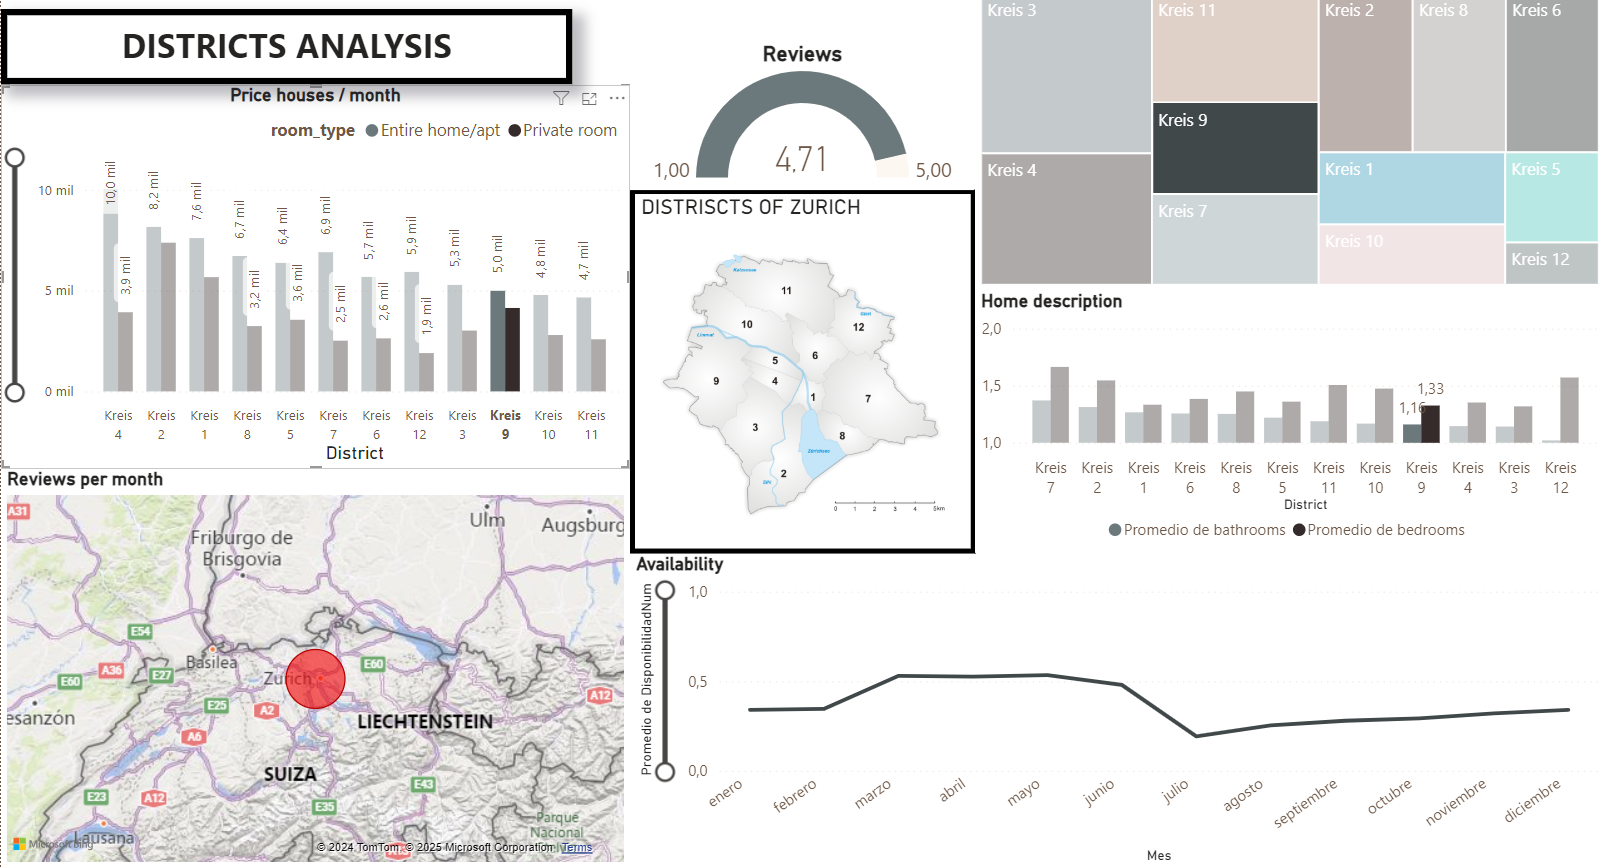 DISTRICTS ANALYSIS
Price houses / month
room_type Entire home/apt Private room
10 mil
5 mil
0 mil
10,0 mil
3,9 mil
8,2 mil
7,6 mil
6,7 mil
3,2 mil
6,4 mil
3,6 mil
6,9 mil
2,5 mil
5,7 mil
2,6 mil
5,9 mil
1,9 mil
5,3 mil
5,0 mil
4,8 mil
4,7 mil
Kreis 4 Kreis 2 Kreis 1 Kreis 8 Kreis 5 Kreis 7 Kreis 6 Kreis 12 Kreis 3 Kreis 9 Kreis 10 Kreis 11
District
Reviews
1,00 4,71 5,00
Kreis 3
Kreis 11
Kreis 2
Kreis 8
Kreis 6
Kreis 9
Kreis 4
Kreis 1
Kreis 5
Kreis 7
Kreis 10
Kreis 12
DISTRISCTS OF ZURICH
Katzensee
11
10
12
Glatt
Limmat
6
5
9
4
1
7
3
8
Zürichsee
2
Sihl
0 1 2 3 4 5km
Home description
2,0
1,5
1,0
1,16
1,33
Kreis 7 Kreis 2 Kreis 1 Kreis 6 Kreis 8 Kreis 5 Kreis 11 Kreis 10 Kreis 9 Kreis 4 Kreis 3 Kreis 12
District
Promedio de bathrooms Promedio de bedrooms
Reviews per month
A31
Ulm
Augsburg
Friburgo de
Brisgovia
E54
Basilea
A36
E27
E60
E60
Zurich
E25
A2
A12
esanzón
LIECHTENSTEIN
A6
SUIZA
E43
E23
A12
E35
Lausana
Parque
Nacional
A13
Microsoft Bing
© 2024 TomTom, © 2025 Microsoft Corporation Terms
Availability
Promedio de DisponibilidadNum
1,0
0,5
0,0
enero febrero marzo abril mayo junio julio agosto septiembre octubre noviembre diciembre
Mes